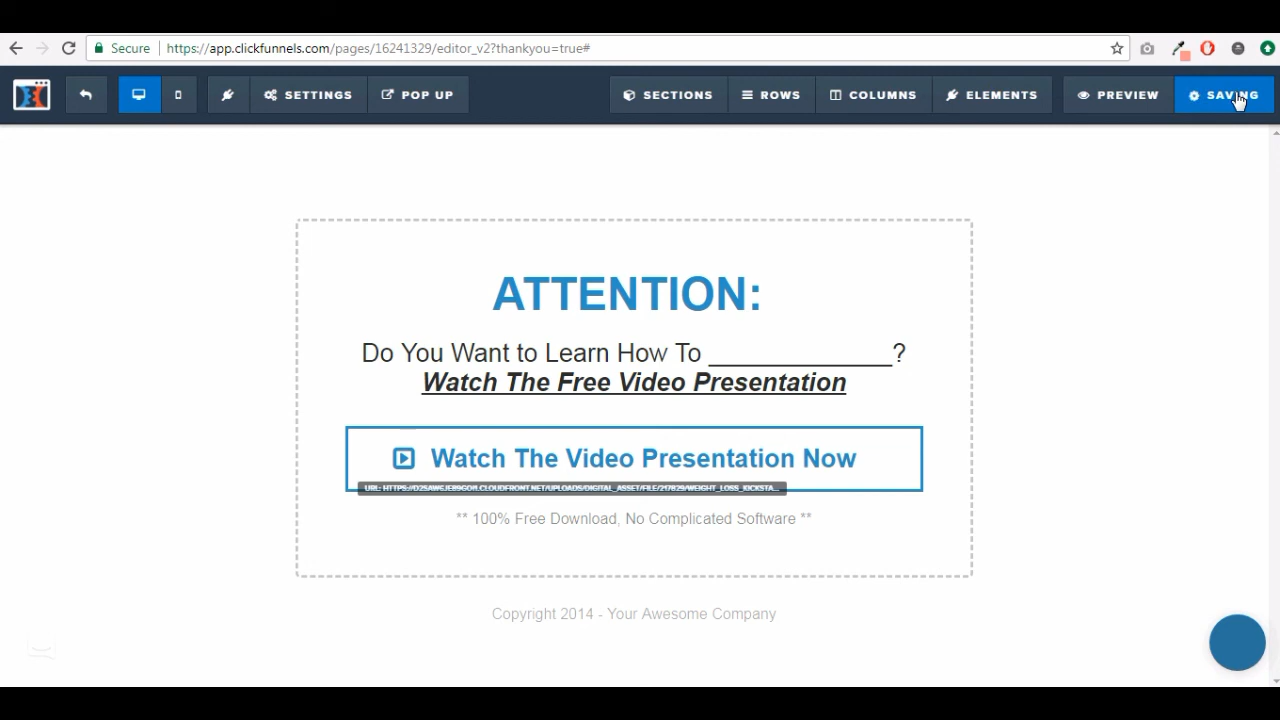 Secure
https://app.clickfunnels.com/pages/16241329/editor_v2?thankyou=true#
SETTINGS
POP UP
SECTIONS
ROWS
COLUMNS
ELEMENTS
PREVIEW
SAVING
ATTENTION:
Do You Want to Learn How To ______________?
Watch The Free Video Presentation
Watch The Video Presentation Now
** 100% Free Download, No Complicated Software **
Copyright 2014 - Your Awesome Company